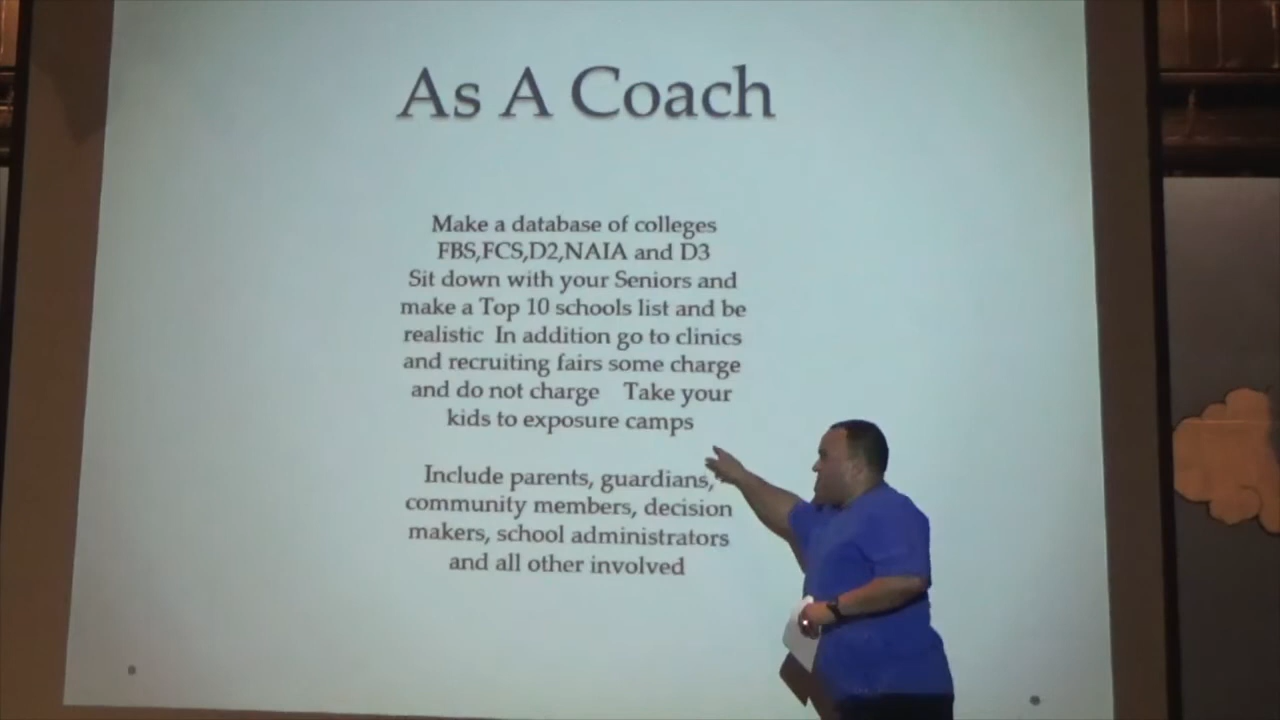 As A Coach
Make a database of colleges
FBS,FCS,D2,NAIA and D3
Sit down with your Seniors and
make a Top 10 schools list and be
realistic In addition go to clinics
and recruiting fairs some charge
and do not charge Take your
kids to exposure camps
Include parents, guardians,
community members, decision
makers, school administrators
and all other involved